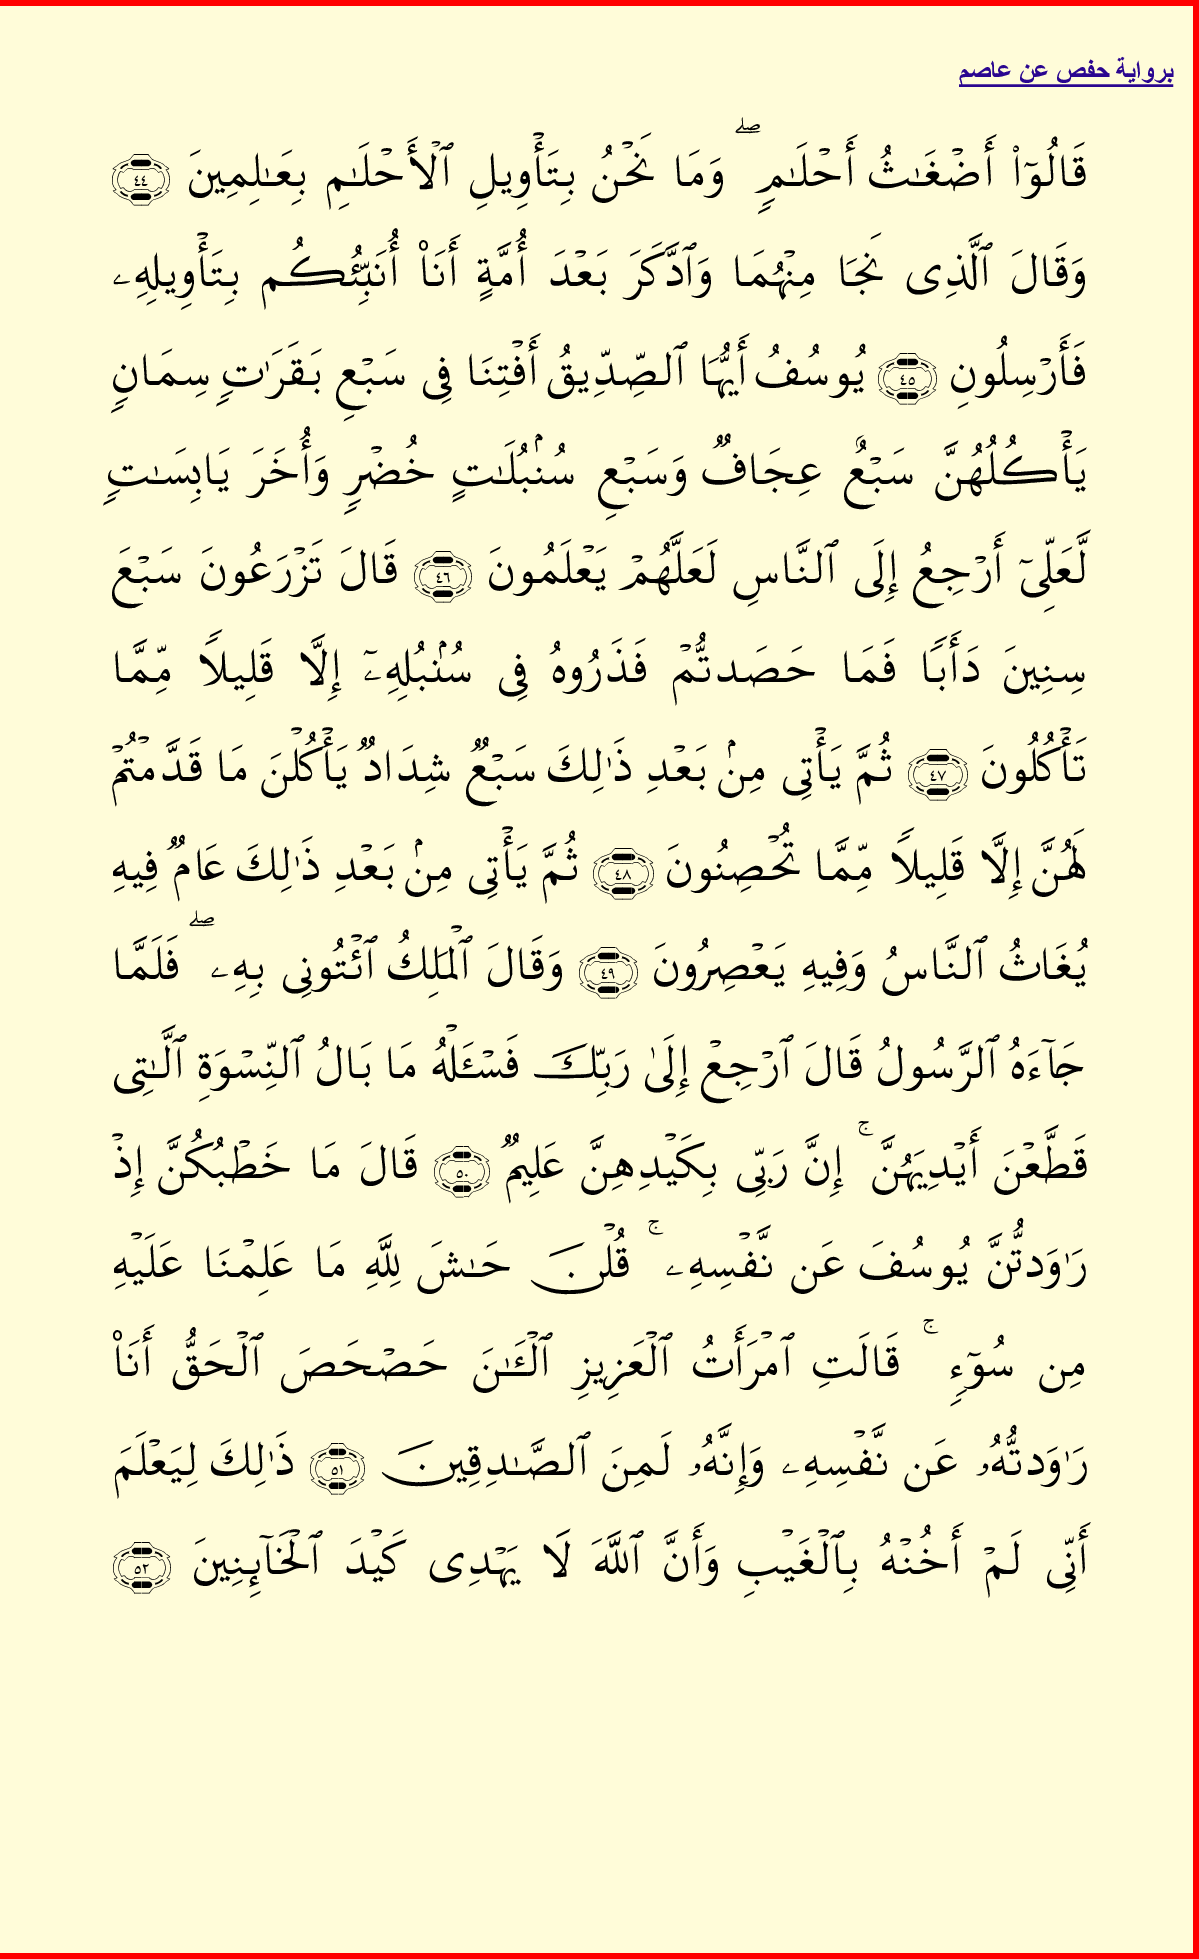 برواية حفص عن عاصم
قَالُوٓا۟ أَضْغَـٰثُ أَحْلَـٰمٍۢ ۖ وَمَا نَحْنُ بِتَأْوِيلِ ٱلْأَحْلَـٰمِ بِعَـٰلِمِينَ ٤٤
وَقَالَ ٱلَّذِى نَجَا مِنْهُمَا وَٱدَّكَرَ بَعْدَ أُمَّةٍ أَنَا۠ أُنَبِّئُكُم بِتَأْوِيلِهِۦ
فَأَرْسِلُونِ ٤٥ يُوسُفُ أَيُّهَا ٱلصِّدِّيقُ أَفْتِنَا فِى سَبْعِ بَقَرَٰتٍۢ سِمَانٍۢ
يَأْكُلُهُنَّ سَبْعٌ عِجَافٌۭ وَسَبْعِ سُنۢبُلَـٰتٍ خُضْرٍۢ وَأُخَرَ يَابِسَـٰتٍۢ
لَّعَلِّىٓ أَرْجِعُ إِلَى ٱلنَّاسِ لَعَلَّهُمْ يَعْلَمُونَ ٤٦ قَالَ تَزْرَعُونَ سَبْعَ
سِنِينَ دَأَبًۭا فَمَا حَصَدتُّمْ فَذَرُوهُ فِى سُنۢبُلِهِۦٓ إِلَّا قَلِيلًۭا مِّمَّا
تَأْكُلُونَ ٤٧ ثُمَّ يَأْتِى مِنۢ بَعْدِ ذَٰلِكَ سَبْعٌۭ شِدَادٌۭ يَأْكُلْنَ مَا قَدَّمْتُمْ
لَهُنَّ إِلَّا قَلِيلًۭا مِّمَّا تُحْصِنُونَ ٤٨ ثُمَّ يَأْتِى مِنۢ بَعْدِ ذَٰلِكَ عَامٌۭ فِيهِ
يُغَاثُ ٱلنَّاسُ وَفِيهِ يَعْصِرُونَ ٤٩ وَقَالَ ٱلْمَلِكُ ٱئْتُونِى بِهِۦ ۖ فَلَمَّا
جَآءَهُ ٱلرَّسُولُ قَالَ ٱرْجِعْ إِلَىٰ رَبِّكَ فَسْـَٔلْهُ مَا بَالُ ٱلنِّسْوَةِ ٱلَّـٰتِى
قَطَّعْنَ أَيْدِيَهُنَّ ۚ إِنَّ رَبِّى بِكَيْدِهِنَّ عَلِيمٌۭ ٥٠ قَالَ مَا خَطْبُكُنَّ إِذْ
رَٰوَدتُّنَّ يُوسُفَ عَن نَّفْسِهِۦ ۚ قُلْنَ حَـٰشَ لِلَّهِ مَا عَلِمْنَا عَلَيْهِ
مِن سُوٓءٍۢ ۚ قَالَتِ ٱمْرَأَتُ ٱلْعَزِيزِ ٱلْـَٔـٰنَ حَصْحَصَ ٱلْحَقُّ أَنَا۠
رَٰوَدتُّهُۥ عَن نَّفْسِهِۦ وَإِنَّهُۥ لَمِنَ ٱلصَّـٰدِقِينَ ٥١ ذَٰلِكَ لِيَعْلَمَ
أَنِّى لَمْ أَخُنْهُ بِٱلْغَيْبِ وَأَنَّ ٱللَّهَ لَا يَهْدِى كَيْدَ ٱلْخَآئِنِينَ ٥٢